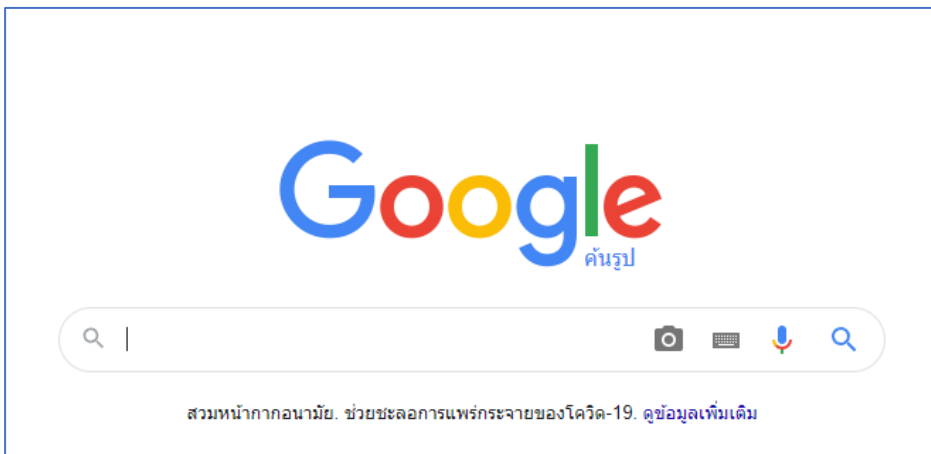 Google
ค้นรูป
สวมหน้ากากอนามัย. ช่วยชะลอการแพร่กระจายของโควิด-19. ดูข้อมูลเพิ่มเติม